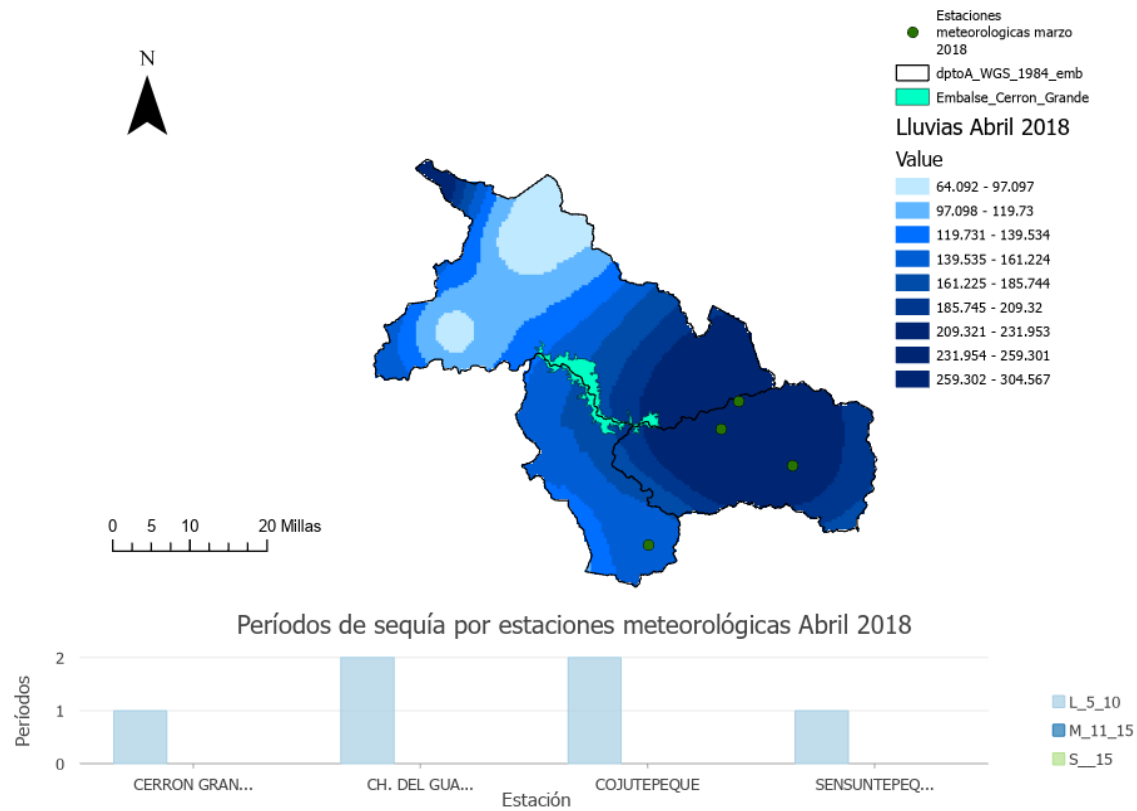 Estaciones
meteorologicas marzo
2018
dptoA_WGS_1984_emb
Embalse_Cerron_Grande
Lluvias Abril 2018
Value
64.092 - 97.097
97.098 - 119.73
119.731 - 139.534
139.535 - 161.224
161.225 - 185.744
185.745 - 209.32
209.321 - 231.953
231.954 - 259.301
259.302 - 304.567
N
0 5 10 20 Millas
Períodos de sequía por estaciones meteorológicas Abril 2018
Períodos
2
1
0
CERRON GRAN...
CH. DEL GUA...
COJUTEPEQUE
SENSUNTEPEQ...
Estación
L_5_10
M_11_15
S__15